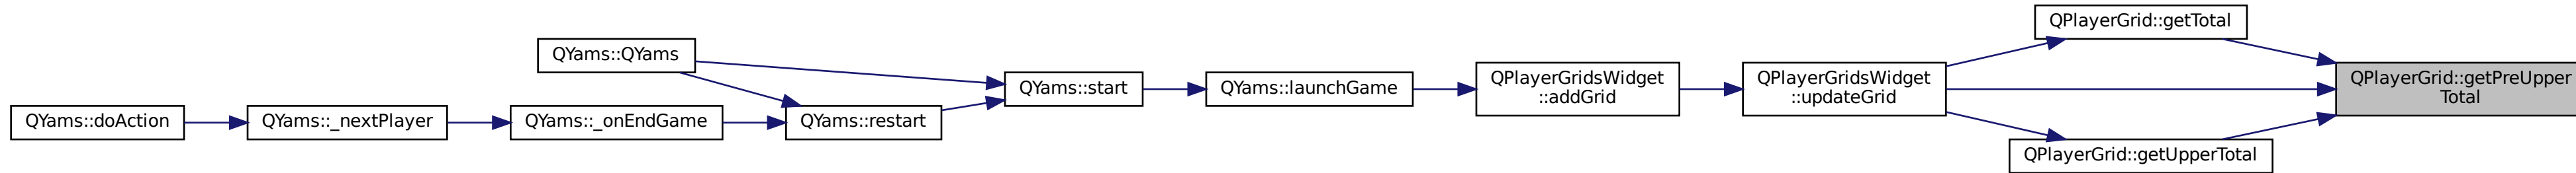 QPlayerGrid::getTotal
QYams::QYams
QPlayerGridsWidget
::addGrid
QPlayerGridsWidget
::updateGrid
QPlayerGrid::getPreUpper
Total
QYams::start
QYams::launchGame
QYams::doAction
QYams::_nextPlayer
QYams::_onEndGame
QYams::restart
QPlayerGrid::getUpperTotal